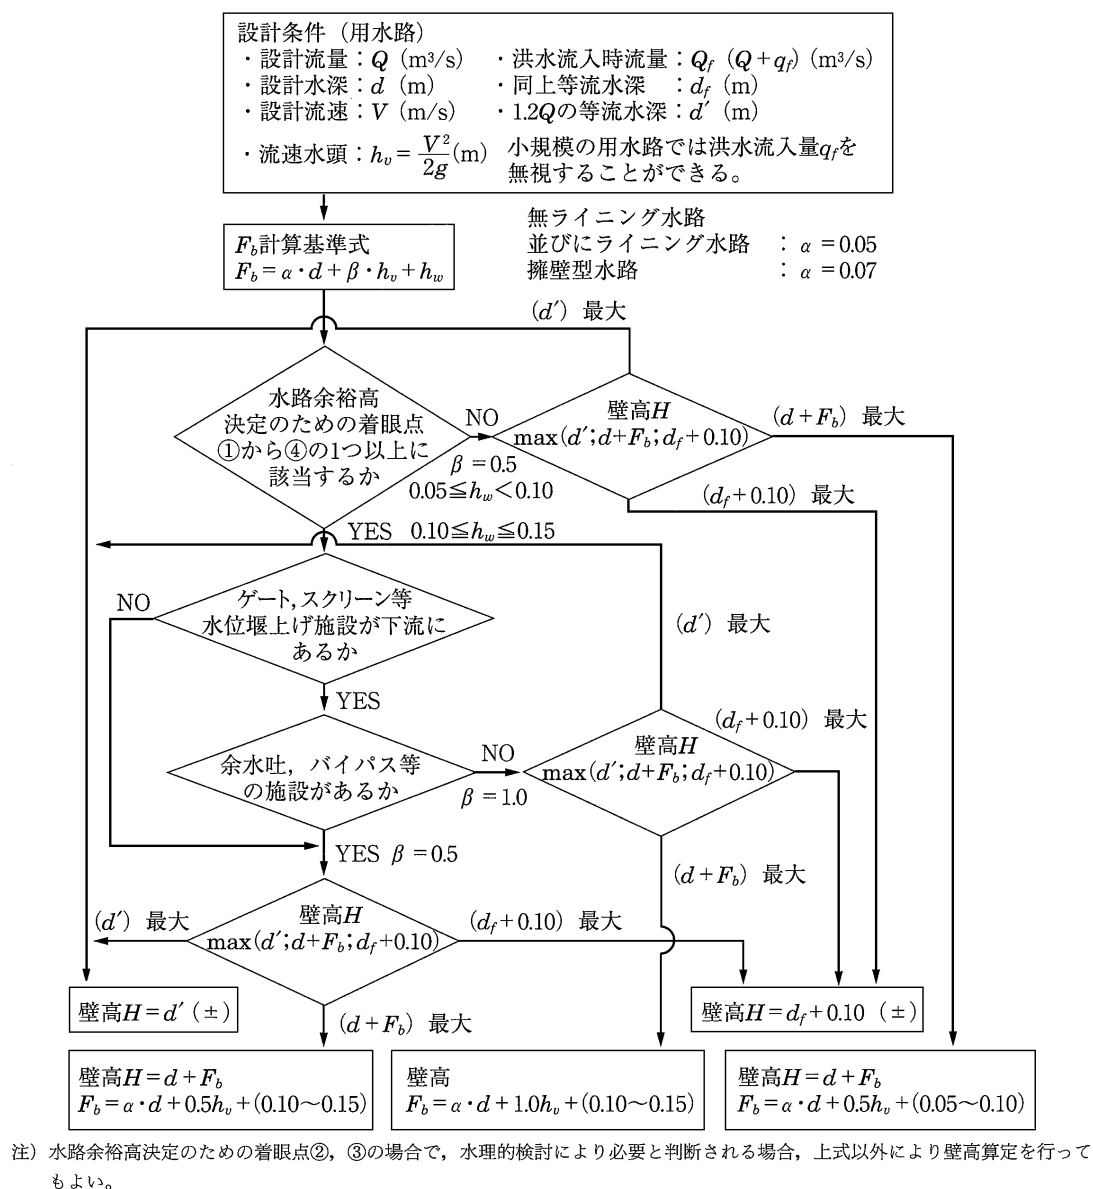 設計条件（用水路）
・設計流量：Q（m³/s）　・洪水流入時流量：Qf（Q＋qf）（m³/s）
・設計水深：d（m）　・同上等流水深　：df（m）
・設計流速：V（m/s）　・1.2Qの等流水深：d′（m）
・流速水頭：hv＝V²/2g(m)　小規模の用水路では洪水流入量qfを
無視することができる。
無ライニング水路
並びにライニング水路　：α＝0.05
擁壁型水路　：α＝0.07
Fb計算基準式
Fb＝α・d＋β・hv＋hw
（d′）最大
水路余裕高
決定のための着眼点
①から④の1つ以上に
該当するか
NO
β＝0.5
0.05≦hw＜0.10
壁高H
max(d′;d＋Fb;df＋0.10)
（d＋Fb）最大
（df＋0.10）最大
YES　0.10≦hw≦0.15
NO
ゲート,スクリーン等
水位堰上げ施設が下流に
あるか
（d′）最大
YES
余水吐，バイパス等
の施設があるか
NO
β＝1.0
（df＋0.10）最大
壁高H
max(d′;d＋Fb;df＋0.10)
YES β＝0.5
（d＋Fb）最大
（d′）最大
壁高H
max(d′;d＋Fb;df＋0.10)
（df＋0.10）最大
（d＋Fb）最大
壁高H＝d′（±）
壁高H＝df＋0.10（±）
壁高H＝d＋Fb
Fb＝α・d＋0.5hv＋(0.10～0.15)
壁高
Fb＝α・d＋1.0hv＋(0.10～0.15)
壁高H＝d＋Fb
Fb＝α・d＋0.5hv＋(0.05～0.10)
注）水路余裕高決定のための着眼点②，③の場合で，水理的検討により必要と判断される場合，上式以外により壁高算定を行って
もよい。